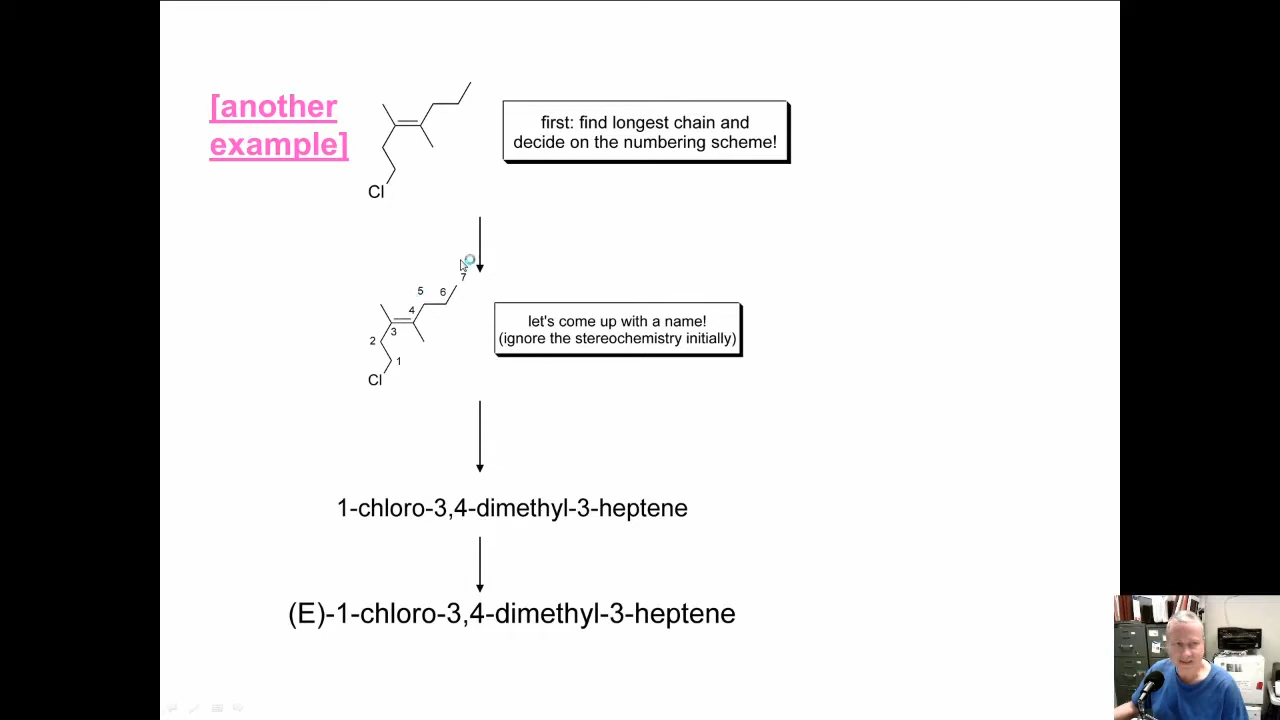 [another
example]
first: find longest chain and
decide on the numbering scheme!
Cl
7
6
5
4
3
2
1
Cl
let's come up with a name!
(ignore the stereochemistry initially)
1-chloro-3,4-dimethyl-3-heptene
(E)-1-chloro-3,4-dimethyl-3-heptene